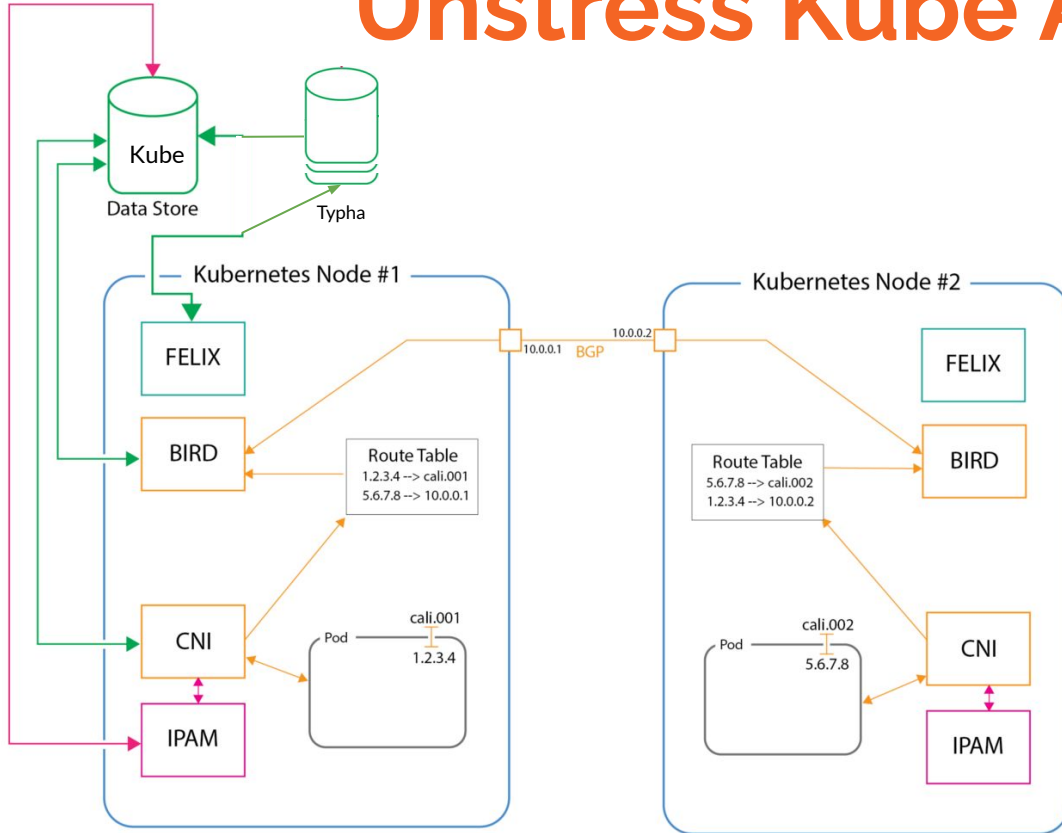 Unstress Kube A
Kube
Data Store
Typha
Kubernetes Node #1
FELIX
BIRD
Route Table
1.2.3.4 --> cali.001
5.6.7.8 --> 10.0.0.1
CNI
Pod
cali.001
1.2.3.4
IPAM
10.0.0.1
BGP
10.0.0.2
Kubernetes Node #2
FELIX
BIRD
Route Table
5.6.7.8 --> cali.002
1.2.3.4 --> 10.0.0.2
Pod
cali.002
5.6.7.8
CNI
IPAM